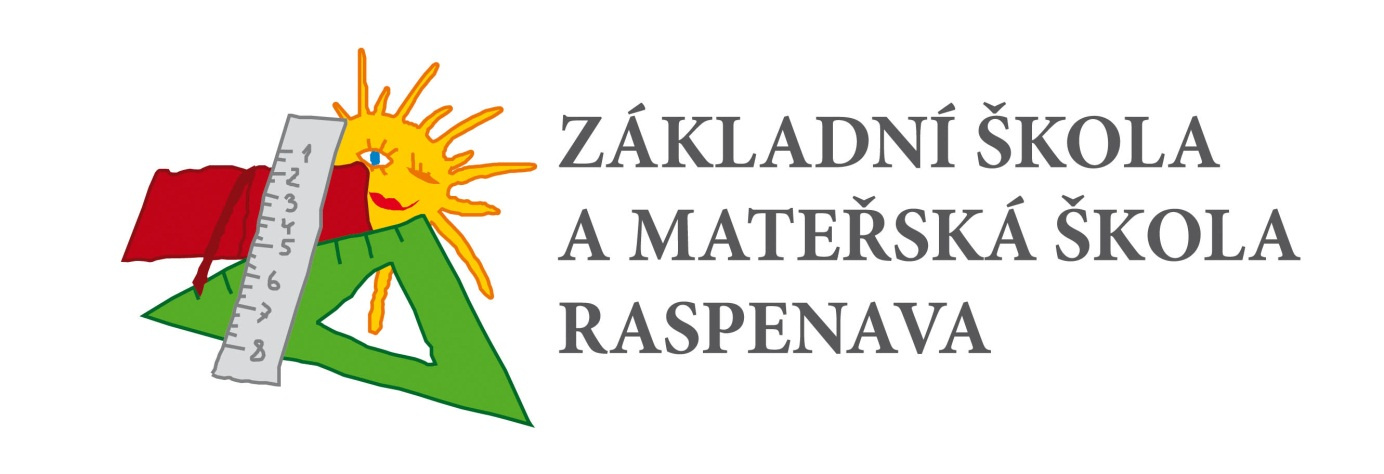 ZÁKLADNÍ ŠKOLA
A MATEŘSKÁ ŠKOLA
RASPENAVA
1
2
3
4
5
6
7
8